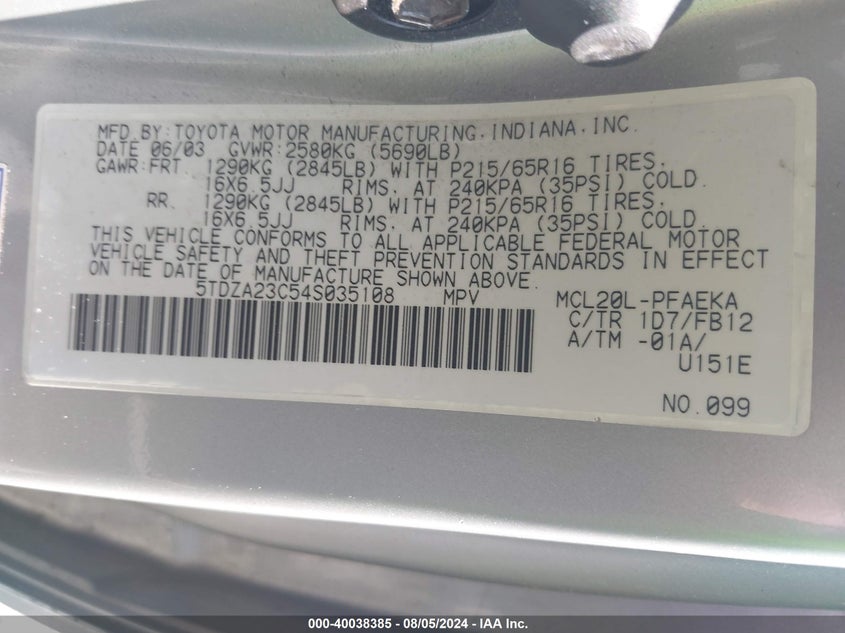 MFD.BY:TOYOTA MOTOR MANUFACTURING,INDIANA,INC.
DATE 06/03 GVWR:2580KG (5690LB)
GAWR:FRT 1290KG (2845LB) WITH P215/65R16 TIRES.
16X6.5JJ RIMS. AT 240KPA (35PSI) COLD.
RR. 1290KG (2845LB) WITH P215/65R16 TIRES.
16X6.5JJ RIMS. AT 240KPA (35PSI) COLD.
THIS VEHICLE CONFORMS TO ALL APPLICABLE FEDERAL MOTOR
VEHICLE SAFETY AND THEFT PREVENTION STANDARDS IN EFFECT
ON THE DATE OF MANUFACTURE SHOWN ABOVE.
5TDZA23C54S035108 MPV MCL20L-PFAEKA
C/TR 1D7/FB12
A/TM -01A/
U151E
NO.099
000-40038385 - 08/05/2024 - IAAI.com